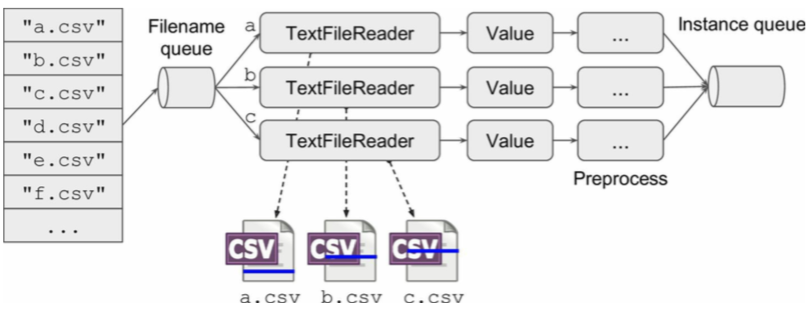 "a.csv"
"b.csv"
"c.csv"
"d.csv"
"e.csv"
"f.csv"
...
Filename
queue
a
TextFileReader
Value
...
b
TextFileReader
Value
...
c
TextFileReader
Value
...
Preprocess
Instance queue
CSV
CSV
CSV
a.csv
b.csv
c.csv